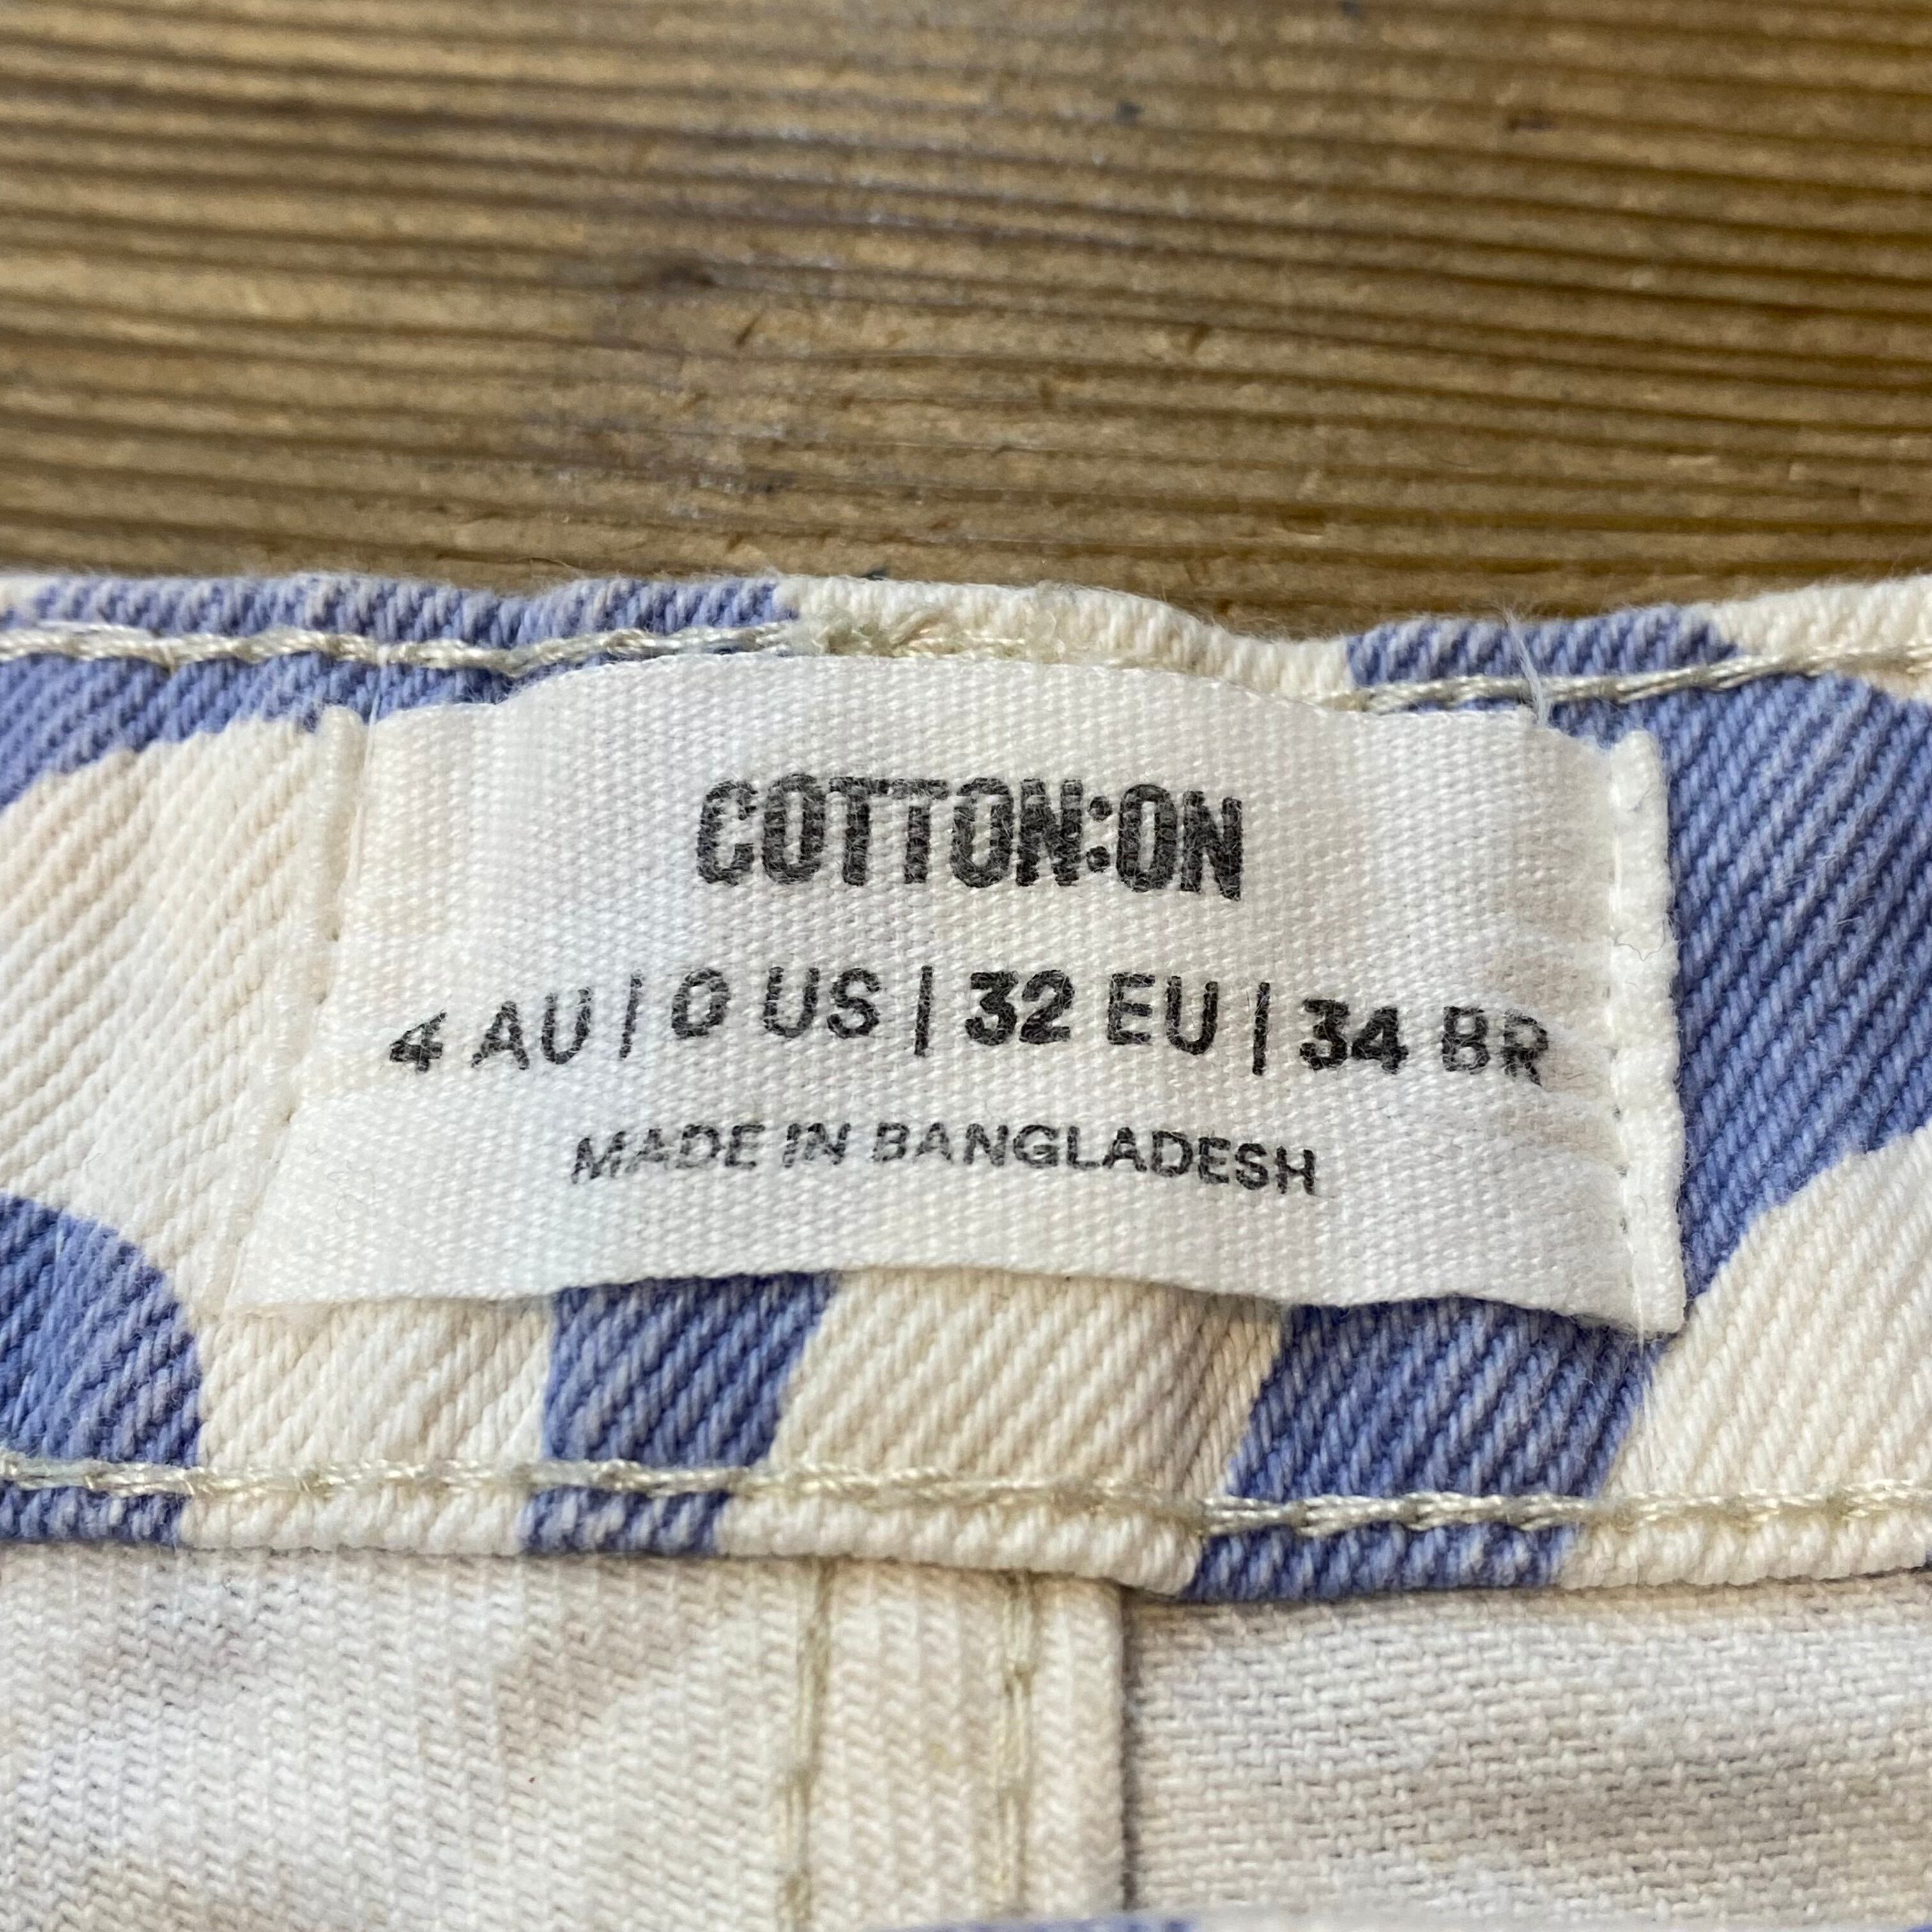 COTTON:ON
4 AU | 0 US | 32 EU | 34 BR
MADE IN BANGLADESH